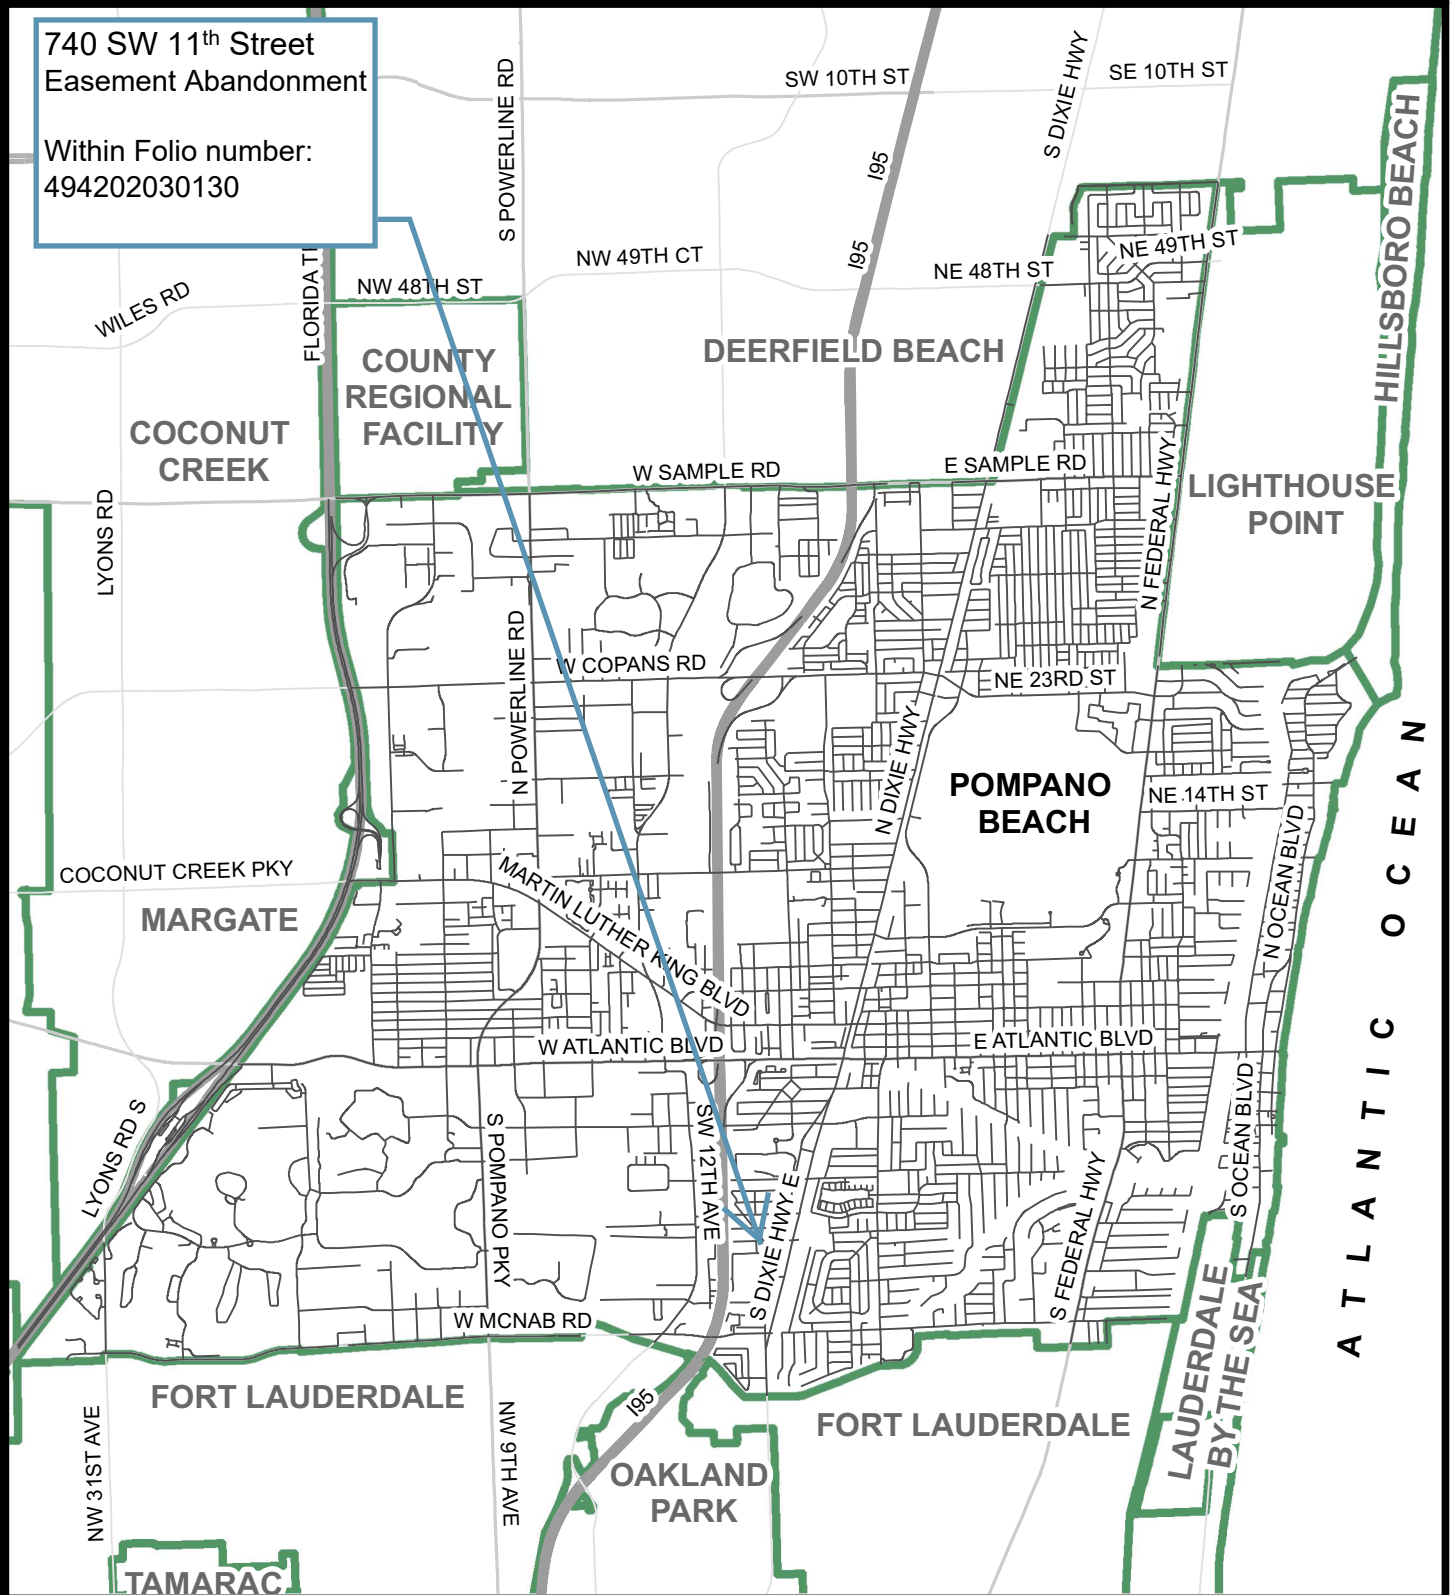 740 SW 11th Street
Easement Abandonment
Within Folio number:
494202030130
S POWERLINE RD
SW 10TH ST
SE 10TH ST
S DIXIE HWY
I95
HILLSBORO BEACH
I95
NW 49TH CT
NE 49TH ST
NE 48TH ST
NW 48TH ST
WILES RD
FLORIDA
COUNTY
REGIONAL
FACILITY
DEERFIELD BEACH
COCONUT
CREEK
W SAMPLE RD
E SAMPLE RD
LIGHTHOUSE
POINT
LYONS RD
N FEDERAL HWY
W COPANS RD
NE 23RD ST
N POWERLINE RD
N DIXIE HWY
POMPANO
BEACH
NE 14TH ST
N OCEAN BLVD
COCONUT CREEK PKY
MARTIN LUTHER KING BLVD
MARGATE
ATLANTIC OCEAN
W ATLANTIC BLVD
E ATLANTIC BLVD
LYONS RD S
S POMPANO PKY
SW 12TH AVE
S DIXIE HWY E
S FEDERAL HWY
S OCEAN BLVD
W MCNAB RD
LAUDERDALE
BY THE SEA
FORT LAUDERDALE
FORT LAUDERDALE
I95
NW 31ST AVE
NW 9TH AVE
OAKLAND
PARK
TAMARAC